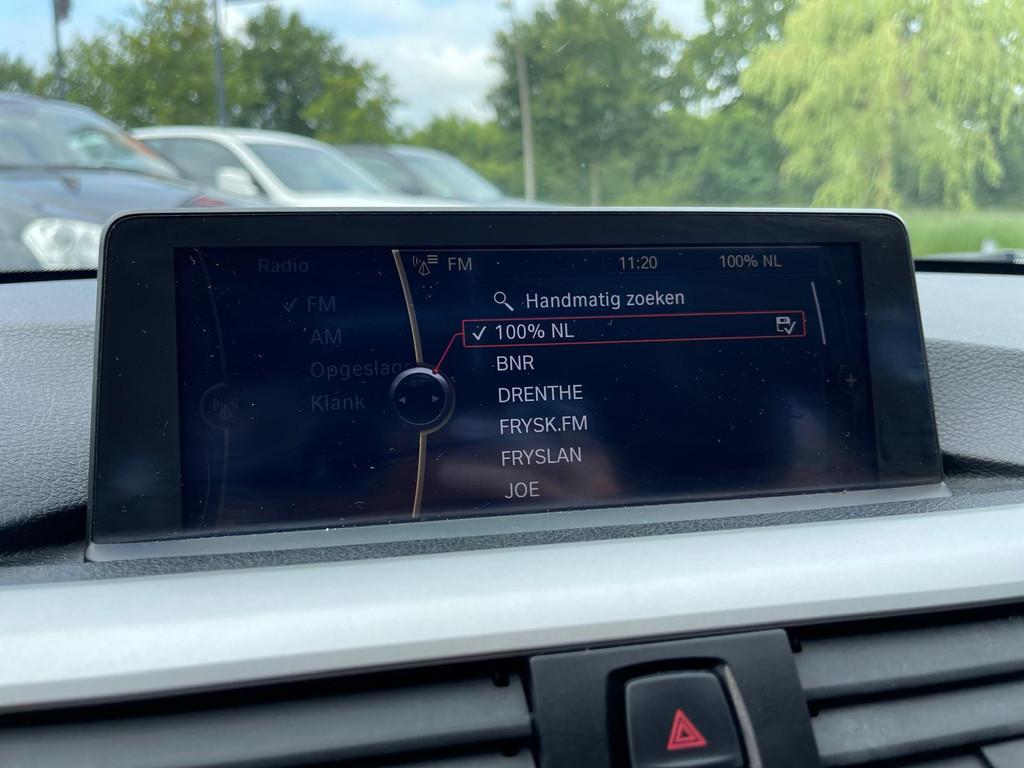 Radio
FM 11:20 100% NL
FM
AM
Opgeslage
Klank
Handmatig zoeken
100% NL
BNR
DRENTHE
FRYSK.FM
FRYSLAN
JOE